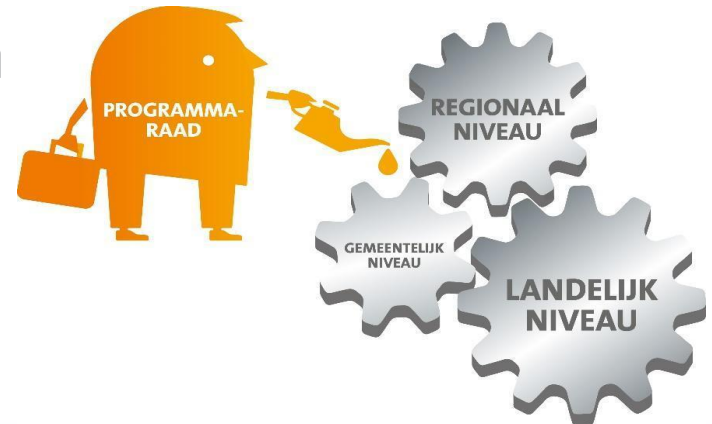 PROGRAMMA-
RAAD
REGIONAAL
NIVEAU
GEMEENTELIJK
NIVEAU
LANDELIJK
NIVEAU